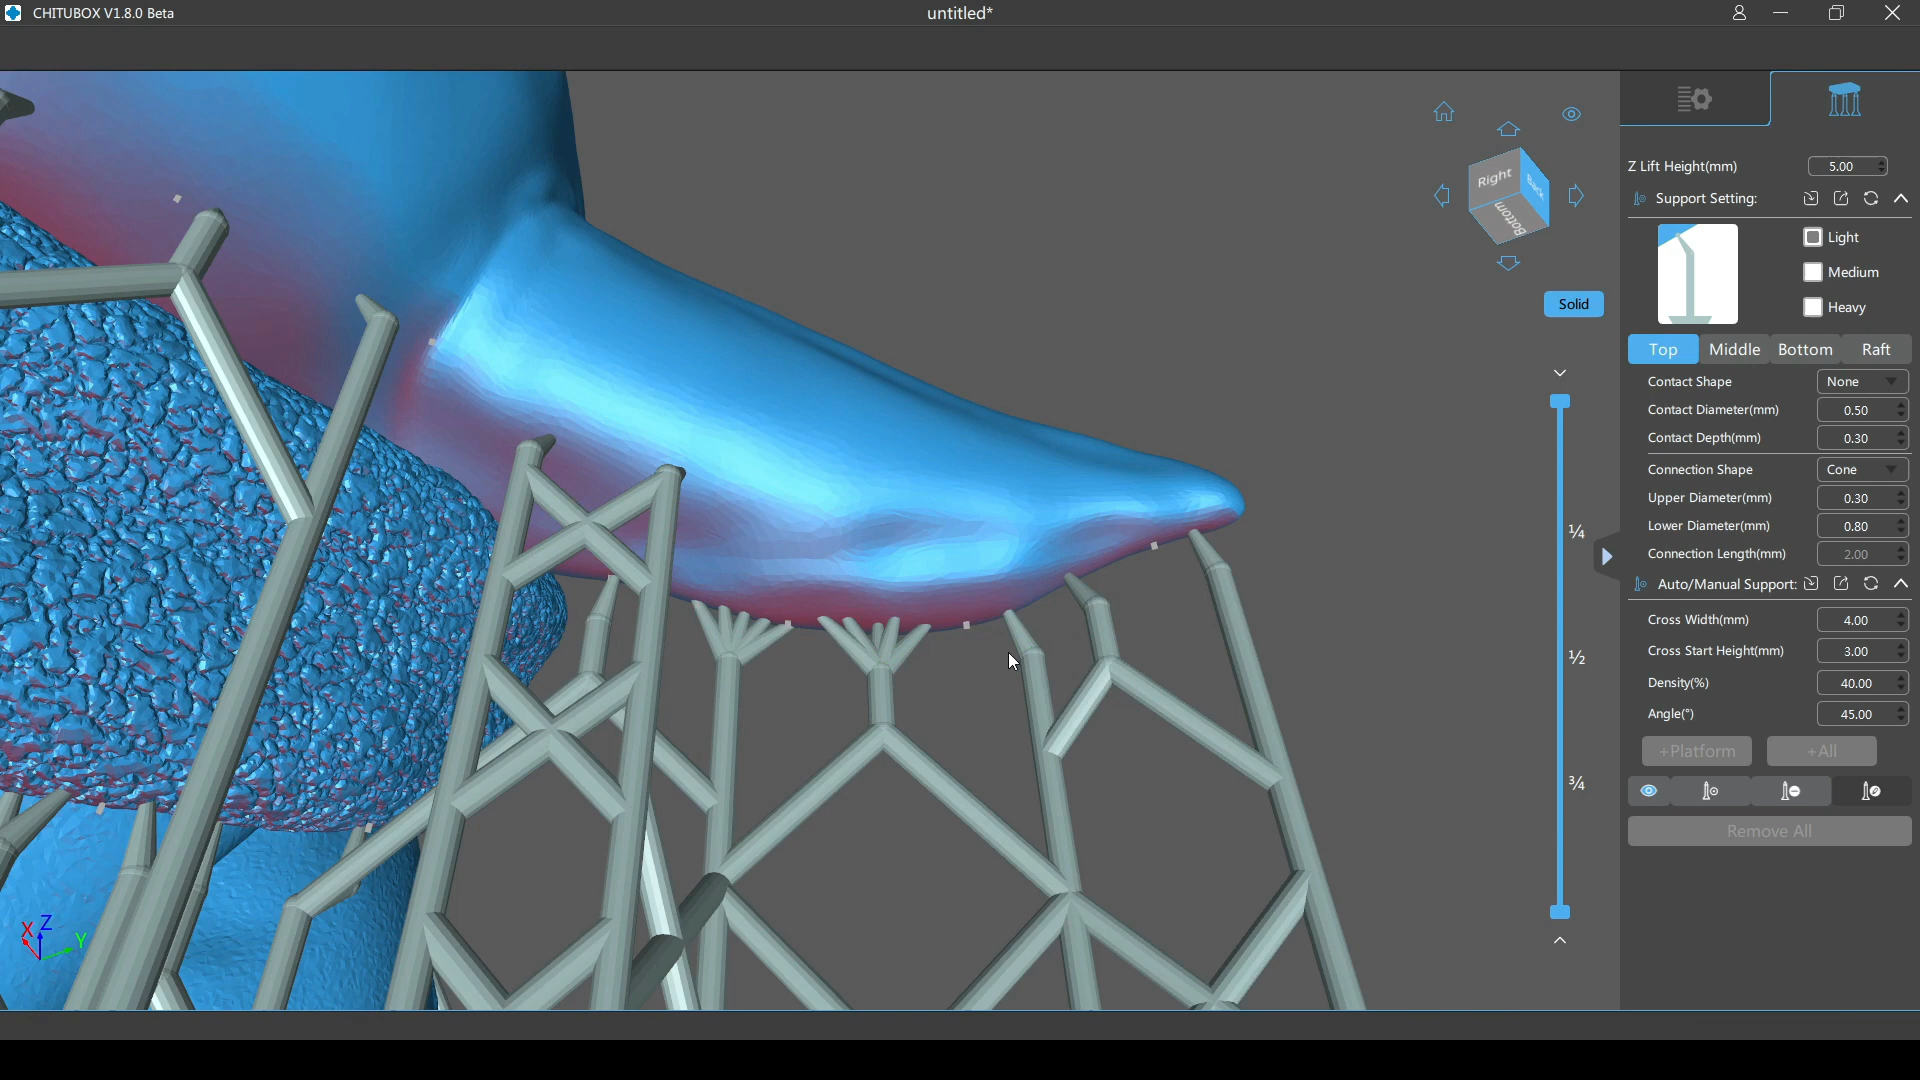 CHITUBOX V1.8.0 Beta
untitled*
Right
Back
Bottom
Solid
¼
½
¾
X
Z
Y
Z Lift Height(mm) 5.00
Support Setting:
Light
Medium
Heavy
Top Middle Bottom Raft
Contact Shape None
Contact Diameter(mm) 0.50
Contact Depth(mm) 0.30
Connection Shape Cone
Upper Diameter(mm) 0.30
Lower Diameter(mm) 0.80
Connection Length(mm) 2.00
Auto/Manual Support:
Cross Width(mm) 4.00
Cross Start Height(mm) 3.00
Density(%) 40.00
Angle(°) 45.00
+Platform +All
Remove All